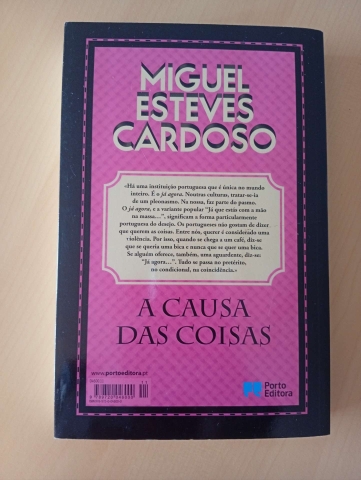 MIGUEL
ESTEVES
CARDOSO
«Há uma instituição portuguesa que é única no mundo
inteiro. É o já agora. Noutras culturas, tratar-se-ia
de um pleonasmo. Na nossa, faz parte do pasmo.
O já agora, e a variante popular "Já que estás com a mão
na massa…", significam a forma particularmente
portuguesa do desejo. Os portugueses não gostam de dizer
que querem as coisas. Entre nós, querer é considerado uma
violência. Por isso, quando se chega a um café, diz-se
que se queria uma bica e nunca que se quer uma bica.
Se alguém oferece, também, uma aguardente, diz-se:
"Já agora…". Tudo se passa no pretérito,
no condicional, na coincidência.»
A CAUSA
DAS COISAS
www.portoeditora.pt
Porto
Editora